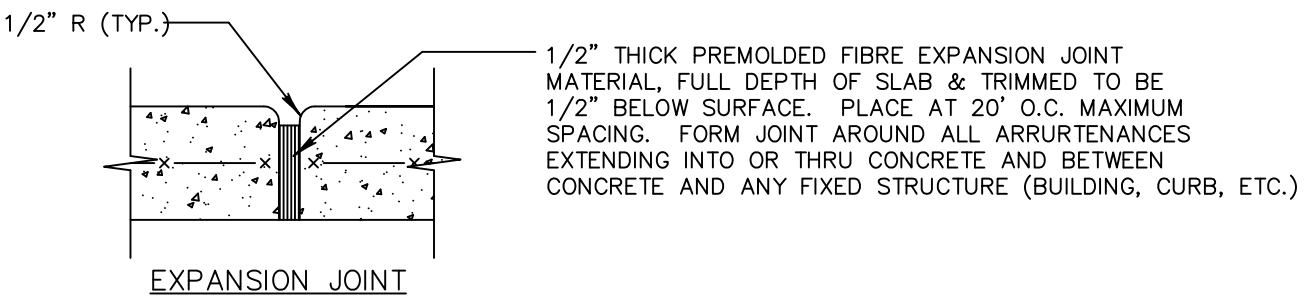 1/2” R (TYP.)
1/2” THICK PREMOLDED FIBRE EXPANSION JOINT
MATERIAL, FULL DEPTH OF SLAB & TRIMMED TO BE
1/2” BELOW SURFACE. PLACE AT 20’ O.C. MAXIMUM
SPACING. FORM JOINT AROUND ALL ARRURTENANCES
EXTENDING INTO OR THRU CONCRETE AND BETWEEN
CONCRETE AND ANY FIXED STRUCTURE (BUILDING, CURB, ETC.)
EXPANSION JOINT